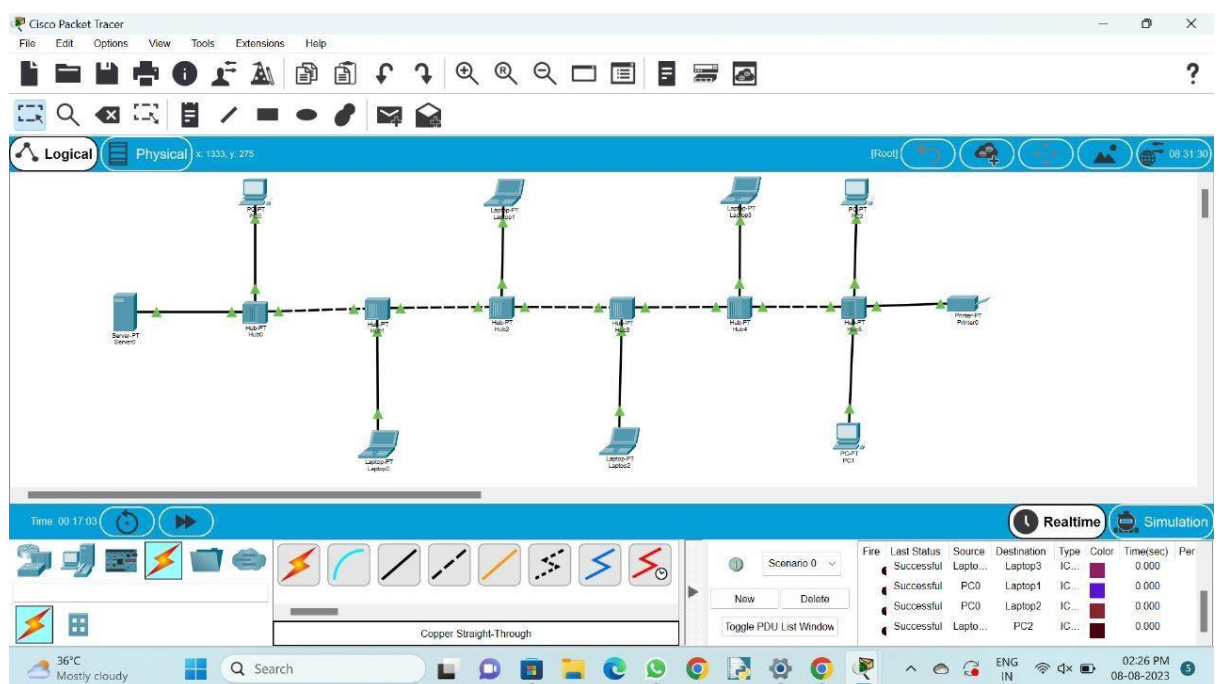 Cisco Packet Tracer
File Edit Options View Tools Extensions Help
?
Logical Physical x: 1333, y: 275 [Root] 08:31:30
PC-PT
PC0
Laptop-PT
Laptop1
Laptop-PT
Laptop3
PC-PT
PC2
Server-PT
Server0
Hub-PT
Hub0
Hub-PT
Hub1
Hub-PT
Hub2
Hub-PT
Hub3
Hub-PT
Hub4
Hub-PT
Hub5
Printer-PT
Printer0
Laptop-PT
Laptop0
Laptop-PT
Laptop2
PC-PT
PC1
Time: 00:17:03 Realtime Simulation
Scenario 0
New Delete
Toggle PDU List Window
Copper Straight-Through
Fire Last Status Source Destination Type Color Time(sec) Per
Successful Lapto... Laptop3 IC... 0.000
Successful PC0 Laptop1 IC... 0.000
Successful PC0 Laptop2 IC... 0.000
Successful Lapto... PC2 IC... 0.000
36°C
Mostly cloudy
Search
ENG
IN
02:26 PM
08-08-2023
5